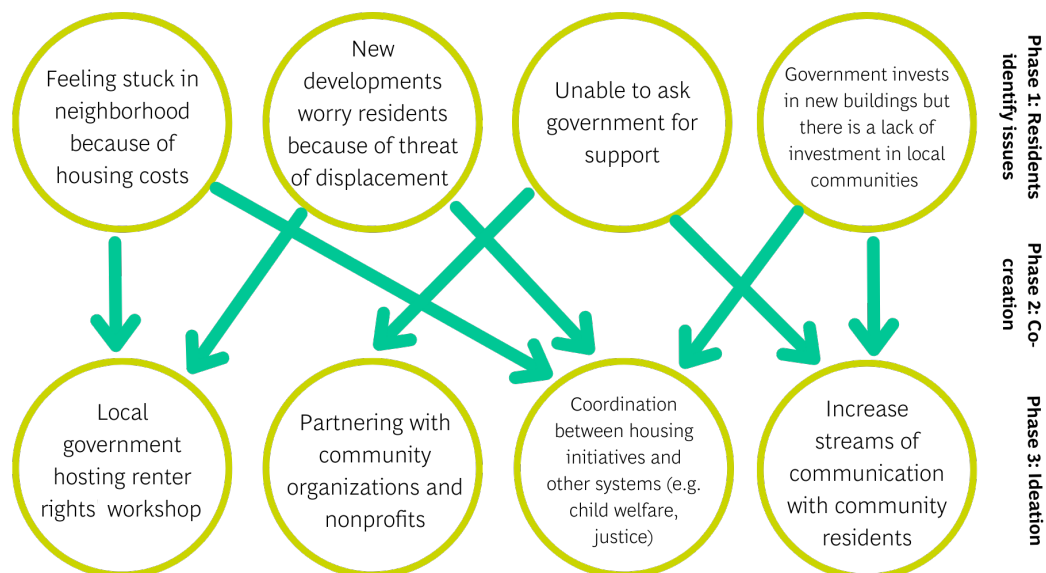 Feeling stuck in
neighborhood
because of
housing costs
New
developments
worry residents
because of threat
of displacement
Unable to ask
government for
support
Government invests
in new buildings but
there is a lack of
investment in local
communities
Phase 1: Residents
identify issues
Phase 2: Co-
creation
Local
government
hosting renter
rights workshop
Partnering with
community
organizations and
nonprofits
Coordination
between housing
initiatives and
other systems (e.g.
child welfare,
justice)
Increase
streams of
communication
with community
residents
Phase 3: Ideation